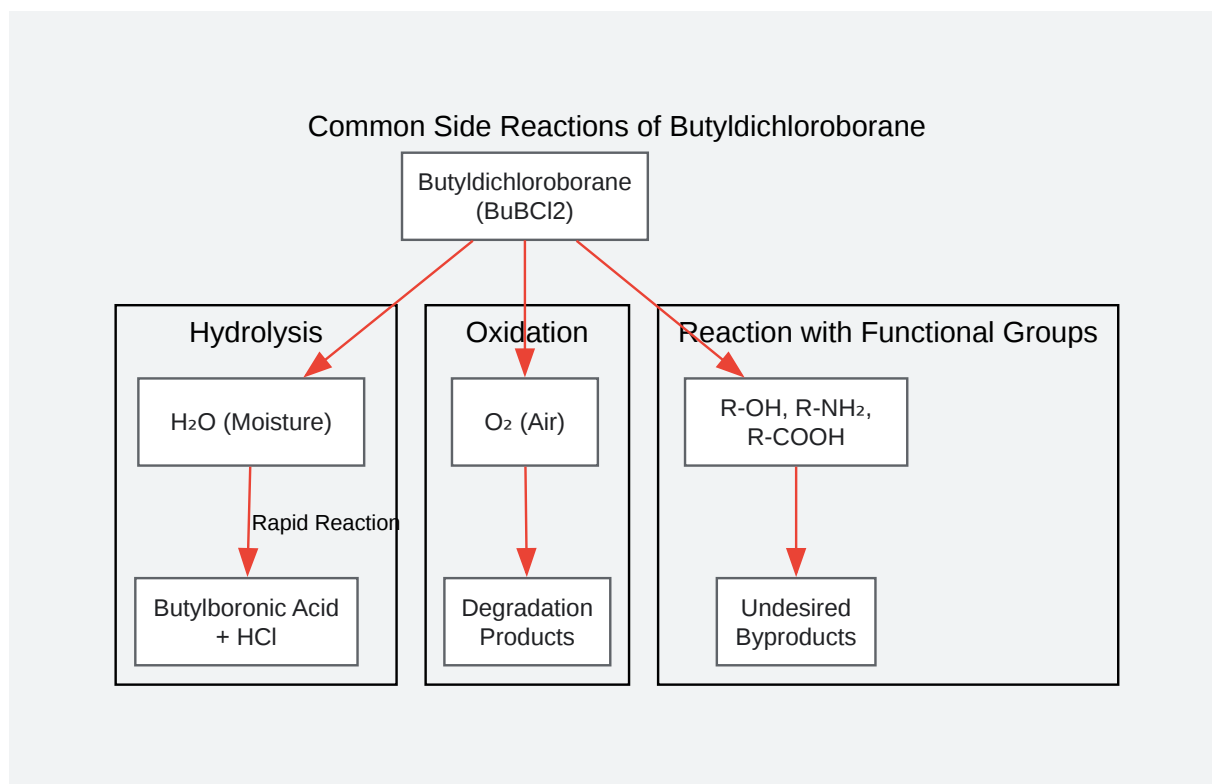 Common Side Reactions of Butyldichloroborane
Butyldichloroborane
(BuBCl2)
Hydrolysis
H₂O (Moisture)
Rapid Reaction
Butylboronic Acid
+ HCl
Oxidation
O₂ (Air)
Degradation
Products
Reaction with Functional Groups
R-OH, R-NH₂,
R-COOH
Undesired
Byproducts